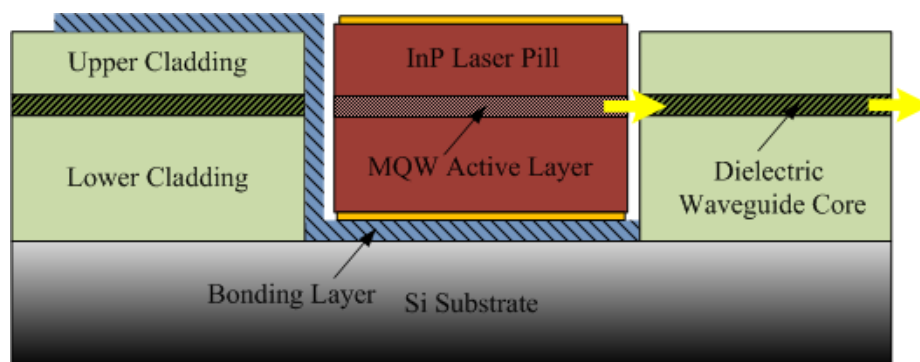 Upper Cladding
InP Laser Pill
Lower Cladding
MQW Active Layer
Dielectric
Waveguide Core
Bonding Layer
Si Substrate